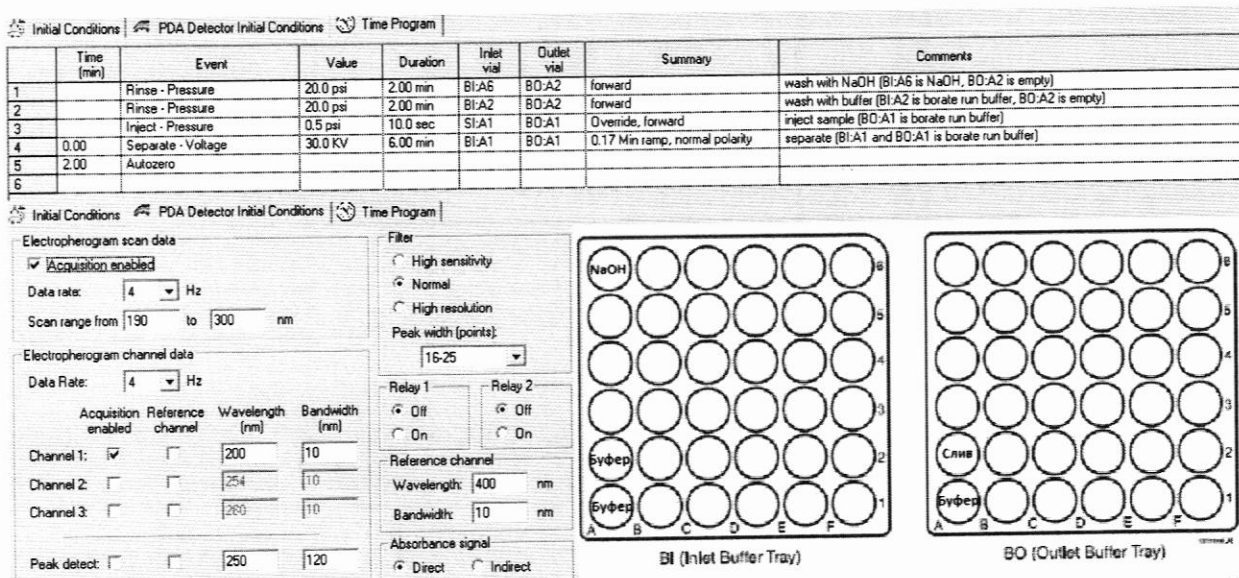 Initial Conditions PDA Detector Initial Conditions Time Program
Time (min) Event Value Duration Inlet vial Outlet vial Summary Comments
1 Rinse - Pressure 20.0 psi 2.00 min BI:A6 BO:A2 forward wash with NaOH (BI:A6 is NaOH, BO:A2 is empty)
2 Rinse - Pressure 20.0 psi 2.00 min BI:A2 BO:A2 forward wash with buffer (BI:A2 is borate run buffer, BO:A2 is empty)
3 Inject - Pressure 0.5 psi 10.0 sec SI:A1 BO:A1 Override, forward inject sample (BO:A1 is borate run buffer)
4 0.00 Separate - Voltage 30.0 KV 6.00 min BI:A1 BO:A1 0.17 Min ramp, normal polarity separate (BI:A1 and BO:A1 is borate run buffer)
5 2.00 Autozero
6
Initial Conditions PDA Detector Initial Conditions Time Program
Electropherogram scan data
Acquisition enabled
Data rate: 4 Hz
Scan range from 190 to 300 nm
Electropherogram channel data
Data Rate: 4 Hz
Acquisition enabled Reference channel Wavelength (nm) Bandwidth (nm)
Channel 1: 200 10
Channel 2: 254 10
Channel 3: 260 10
Peak detect: 250 120
Filter
High sensitivity
Normal
High resolution
Peak width (points):
16-25
Relay 1 Relay 2
Off Off
On On
Reference channel
Wavelength: 400 nm
Bandwidth: 10 nm
Absorbance signal
Direct Indirect
NaOH 6
5
4
3
Буфер 2
Буфер 1
A B C D E F
BI (Inlet Buffer Tray)
6
5
4
3
Слив 2
Буфер 1
A B C D E F
BO (Outlet Buffer Tray)